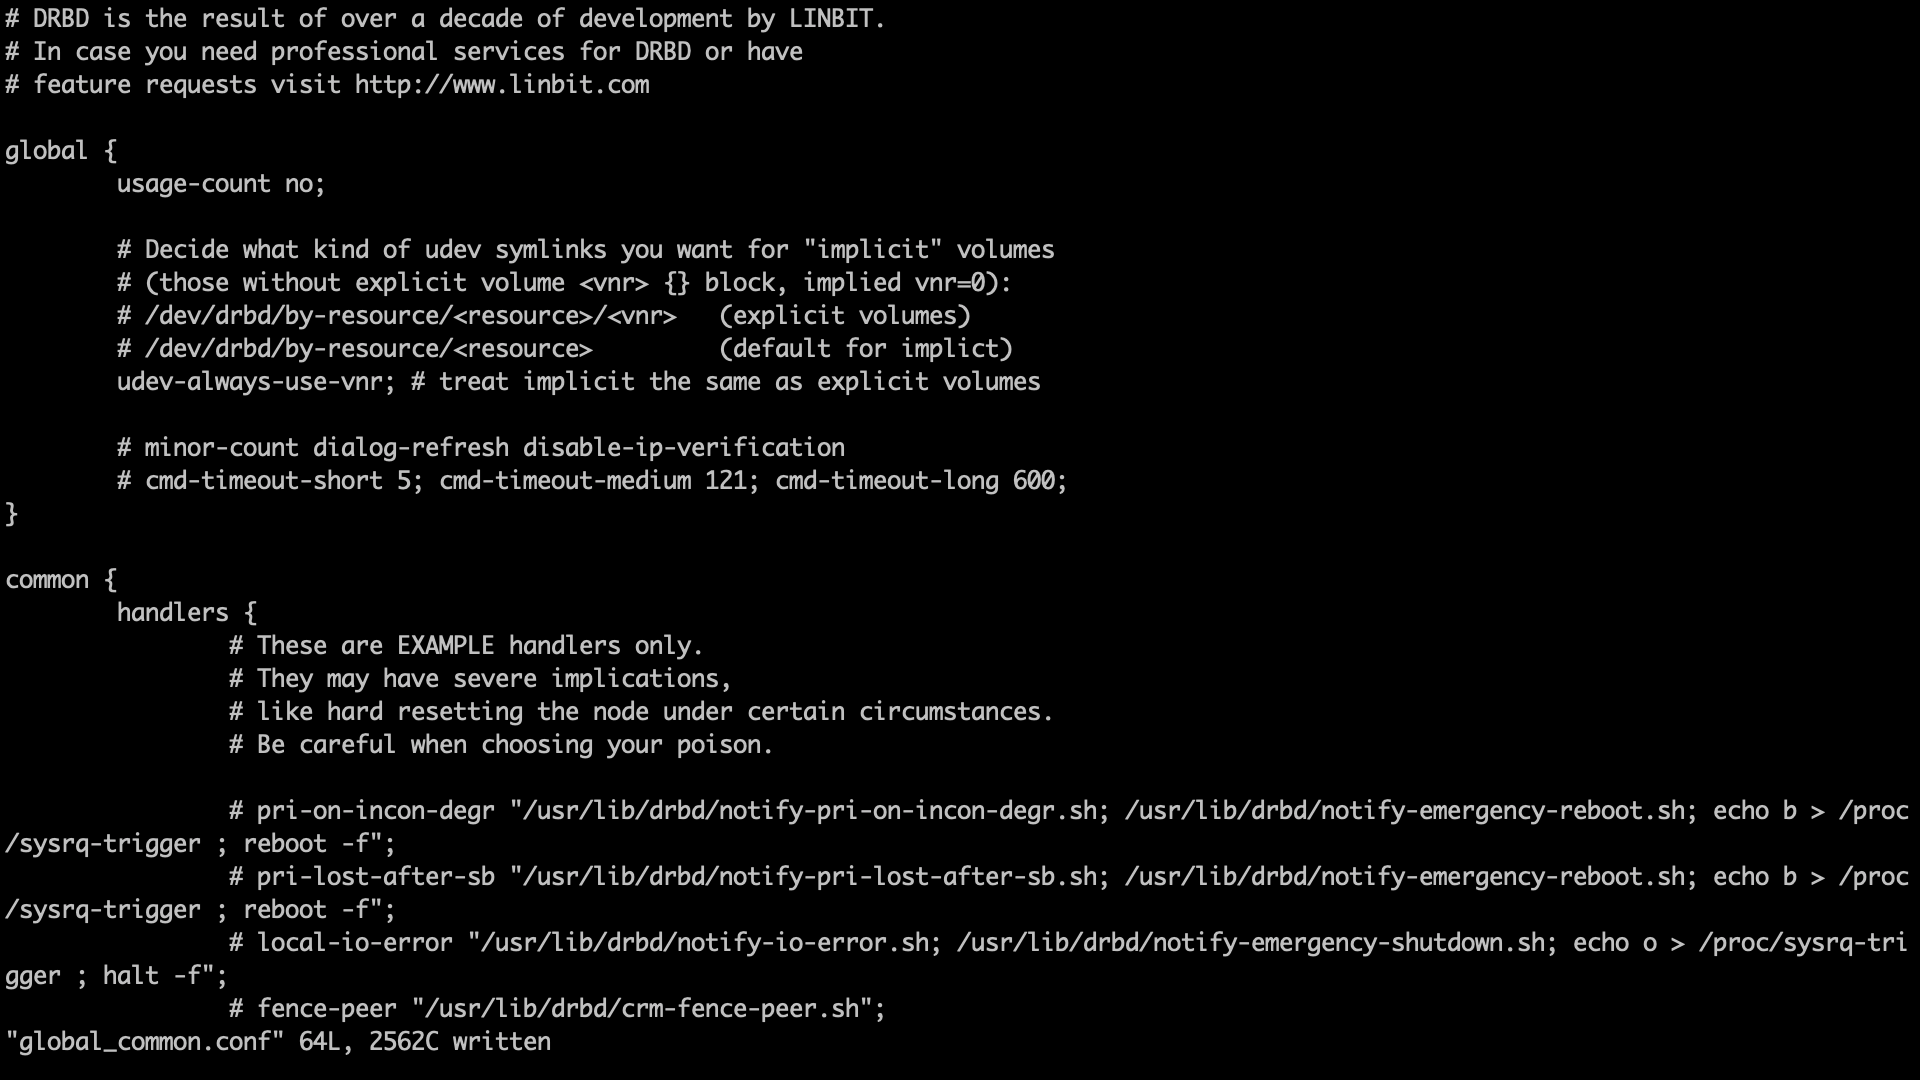 # DRBD is the result of over a decade of development by LINBIT.
# In case you need professional services for DRBD or have
# feature requests visit http://www.linbit.com

global {
        usage-count no;

        # Decide what kind of udev symlinks you want for "implicit" volumes
        # (those without explicit volume <vnr> {} block, implied vnr=0):
        # /dev/drbd/by-resource/<resource>/<vnr>   (explicit volumes)
        # /dev/drbd/by-resource/<resource>         (default for implict)
        udev-always-use-vnr; # treat implicit the same as explicit volumes

        # minor-count dialog-refresh disable-ip-verification
        # cmd-timeout-short 5; cmd-timeout-medium 121; cmd-timeout-long 600;
}

common {
        handlers {
                # These are EXAMPLE handlers only.
                # They may have severe implications,
                # like hard resetting the node under certain circumstances.
                # Be careful when choosing your poison.

                # pri-on-incon-degr "/usr/lib/drbd/notify-pri-on-incon-degr.sh; /usr/lib/drbd/notify-emergency-reboot.sh; echo b > /proc
/sysrq-trigger ; reboot -f";
                # pri-lost-after-sb "/usr/lib/drbd/notify-pri-lost-after-sb.sh; /usr/lib/drbd/notify-emergency-reboot.sh; echo b > /proc
/sysrq-trigger ; reboot -f";
                # local-io-error "/usr/lib/drbd/notify-io-error.sh; /usr/lib/drbd/notify-emergency-shutdown.sh; echo o > /proc/sysrq-tri
gger ; halt -f";
                # fence-peer "/usr/lib/drbd/crm-fence-peer.sh";
"global_common.conf" 64L, 2562C written